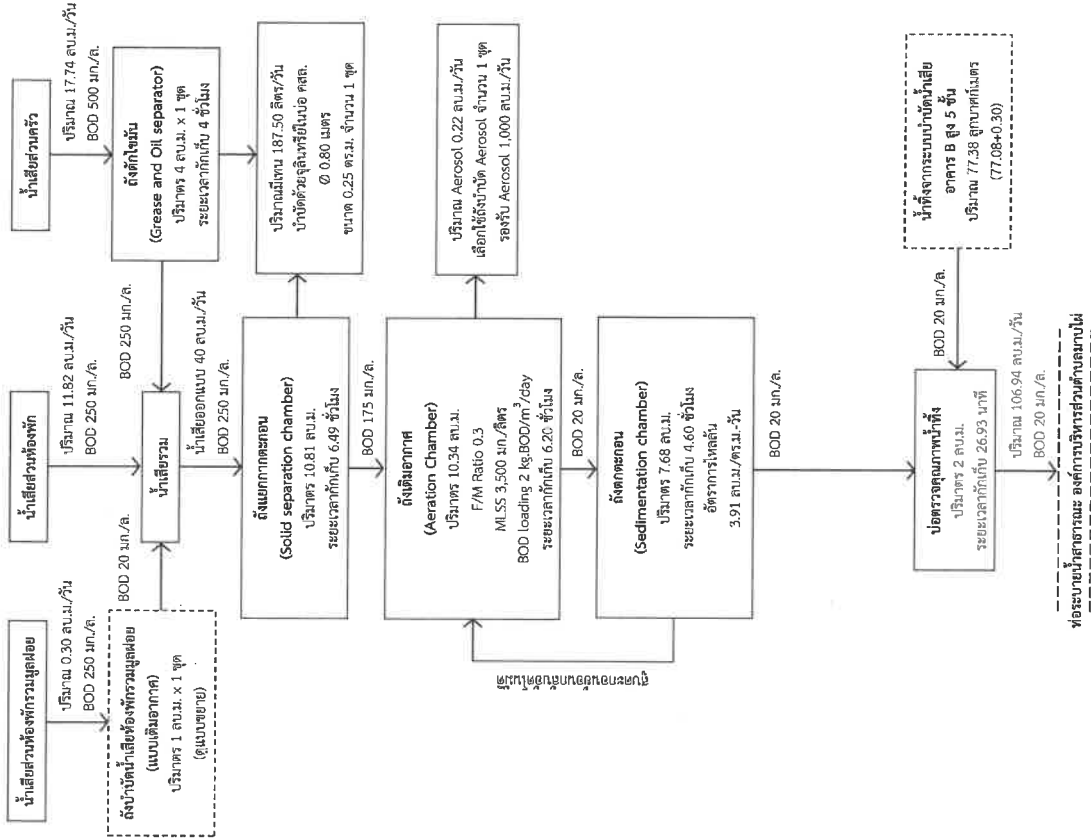 น้ำเสียส่วนห้องพักรวมมูลฝอย
ปริมาณ 0.30 ลบ.ม./วัน
BOD 250 มก./ล.
ถังบำบัดน้ำเสียห้องพักรวมมูลฝอย
(แบบเติมอากาศ)
ปริมาตร 1 ลบ.ม. x 1 ชุด
(ดูแบบขยาย)
BOD 20 มก./ล.
น้ำเสียส่วนห้องพัก
ปริมาณ 11.82 ลบ.ม./วัน
BOD 250 มก./ล.
น้ำเสียส่วนครัว
ปริมาณ 17.74 ลบ.ม./วัน
BOD 500 มก./ล.
ถังดักไขมัน
(Grease and Oil separator)
ปริมาตร 4 ลบ.ม. x 1 ชุด
ระยะเวลากักเก็บ 4 ชั่วโมง
BOD 250 มก./ล.
น้ำเสียรวม
น้ำเสียออกแบบ 40 ลบ.ม./วัน
BOD 250 มก./ล.
ถังแยกกากตะกอน
(Solid separation chamber)
ปริมาตร 10.81 ลบ.ม.
ระยะเวลากักเก็บ 6.49 ชั่วโมง
ปริมาณมีเทน 187.50 ลิตร/วัน
บำบัดด้วยจุลินทรีย์ในบ่อ คสล.
Ø 0.80 เมตร
ขนาด 0.25 ตร.ม. จำนวน 1 ชุด
BOD 175 มก./ล.
ถังเติมอากาศ
(Aeration Chamber)
ปริมาตร 10.34 ลบ.ม.
F/M Ratio 0.3
MLSS 3,500 มก./ลิตร
BOD loading 2 kg.BOD/m³/day
ระยะเวลากักเก็บ 6.20 ชั่วโมง
ปริมาณ Aerosol 0.22 ลบ.ม./วัน
เลือกใช้ถังบำบัด Aerosol จำนวน 1 ชุด
รองรับ Aerosol 1,000 ลบ.ม./วัน
BOD 20 มก./ล.
สูบตะกอนย้อนกลับอัตโนมัติ
ถังตกตะกอน
(Sedimentation chamber)
ปริมาตร 7.68 ลบ.ม.
ระยะเวลากักเก็บ 4.60 ชั่วโมง
อัตราการไหลล้น
3.91 ลบ.ม./ตร.ม.-วัน
BOD 20 มก./ล.
น้ำทิ้งจากระบบบำบัดน้ำเสีย
อาคาร B สูง 5 ชั้น
ปริมาณ 77.38 ลูกบาศก์เมตร
(77.08+0.30)
BOD 20 มก./ล.
บ่อตรวจคุณภาพน้ำทิ้ง
ปริมาตร 2 ลบ.ม.
ระยะเวลากักเก็บ 26.93 นาที
ปริมาณ 106.94 ลบ.ม./วัน
BOD 20 มก./ล.
ท่อระบายน้ำสาธารณะ องค์การบริหารส่วนตำบลมาบไผ่